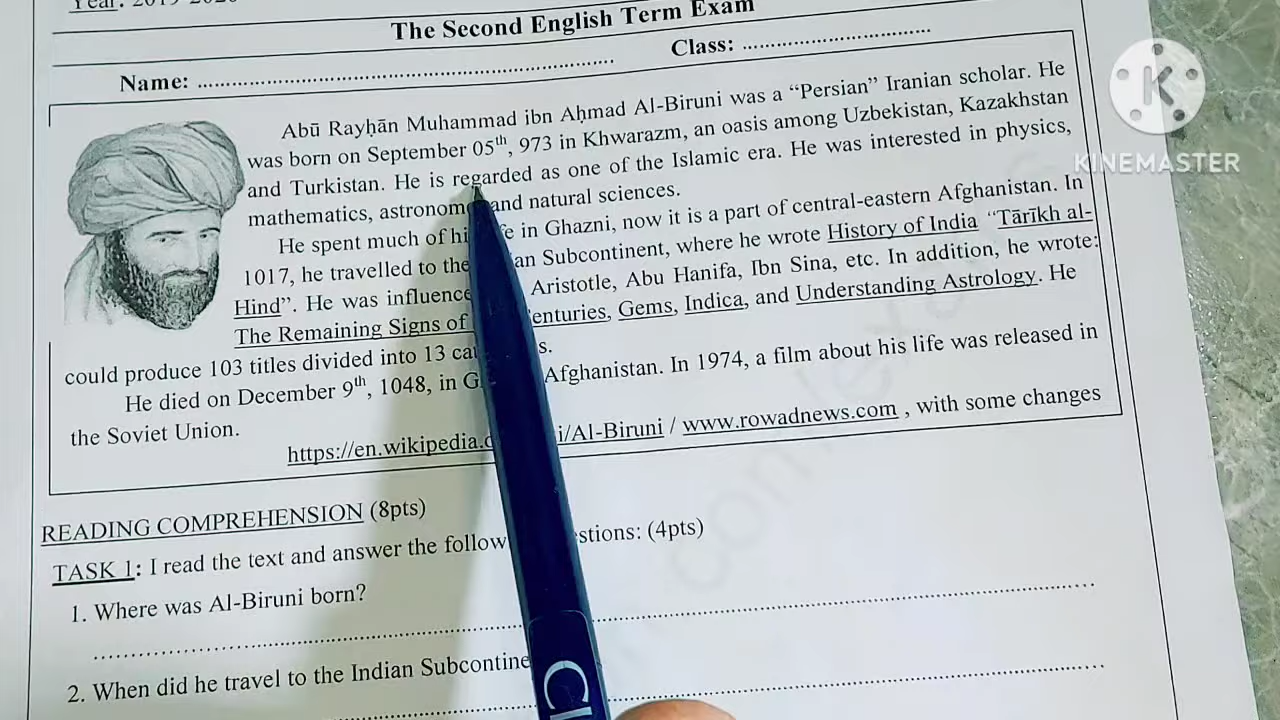 Year: 2019-2020
The Second English Term Exam
Name: ........................ Class: ........................
Abū Rayḥān Muhammad ibn Aḥmad Al-Biruni was a “Persian” Iranian scholar. He
was born on September 05th, 973 in Khwarazm, an oasis among Uzbekistan, Kazakhstan
and Turkistan. He is regarded as one of the Islamic era. He was interested in physics,
mathematics, astronom and natural sciences.
He spent much of hi fe in Ghazni, now it is a part of central-eastern Afghanistan. In
1017, he travelled to the an Subcontinent, where he wrote History of India “Tārīkh al-
Hind”. He was influence Aristotle, Abu Hanifa, Ibn Sina, etc. In addition, he wrote:
The Remaining Signs of enturies, Gems, Indica, and Understanding Astrology. He
could produce 103 titles divided into 13 ca s.
He died on December 9th, 1048, in G Afghanistan. In 1974, a film about his life was released in
the Soviet Union.
https://en.wikipedia. i/Al-Biruni / www.rowadnews.com , with some changes
READING COMPREHENSION (8pts)
TASK 1: I read the text and answer the follow stions: (4pts)
1. Where was Al-Biruni born?
2. When did he travel to the Indian Subcontine
K
KINEMASTER